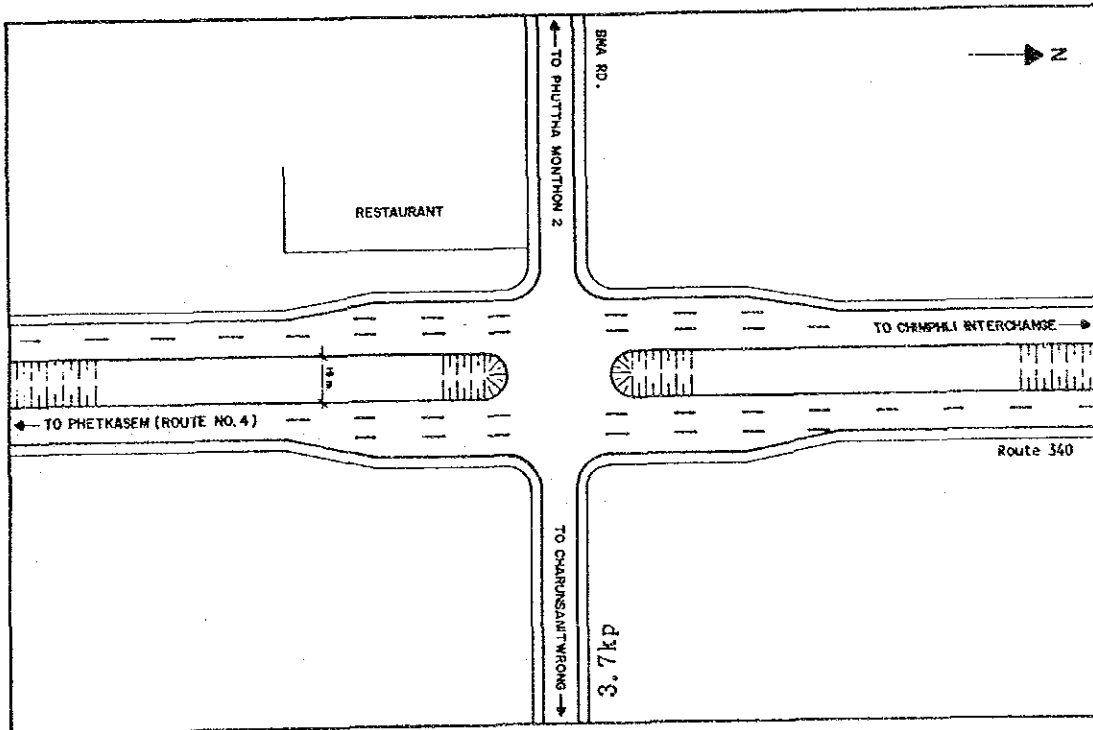 BMA RD.
N
← TO PHUTTHA MONTHON 2
RESTAURANT
TO CHIMPHLI INTERCHANGE →
← TO PHETKASEM (ROUTE NO. 4)
Route 340
TO CHARUNSANITWRONG →
3.7kp